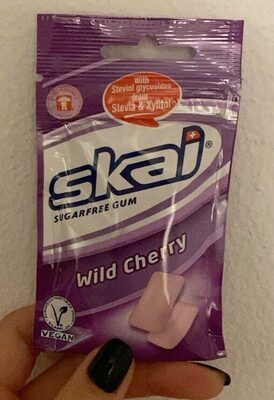 With
Steviol glycosides
from
Stevia & Xylitol
skai®
SUGARFREE GUM
Wild Cherry
V
VEGAN